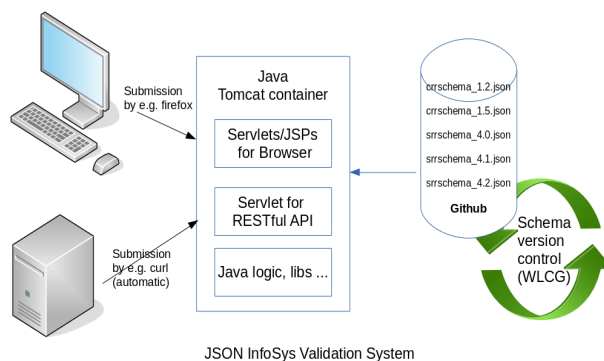 Submission
by e.g. firefox
Java
Tomcat container
Servlets/JSPs
for Browser
Servlet for
RESTful API
Java logic, libs ...
Submission
by e.g. curl
(automatic)
crrschema_1.2.json
crrschema_1.5.json
srrschema_4.0.json
srrschema_4.1.json
srrschema_4.2.json
Github
Schema
version
control
(WLCG)
JSON InfoSys Validation System